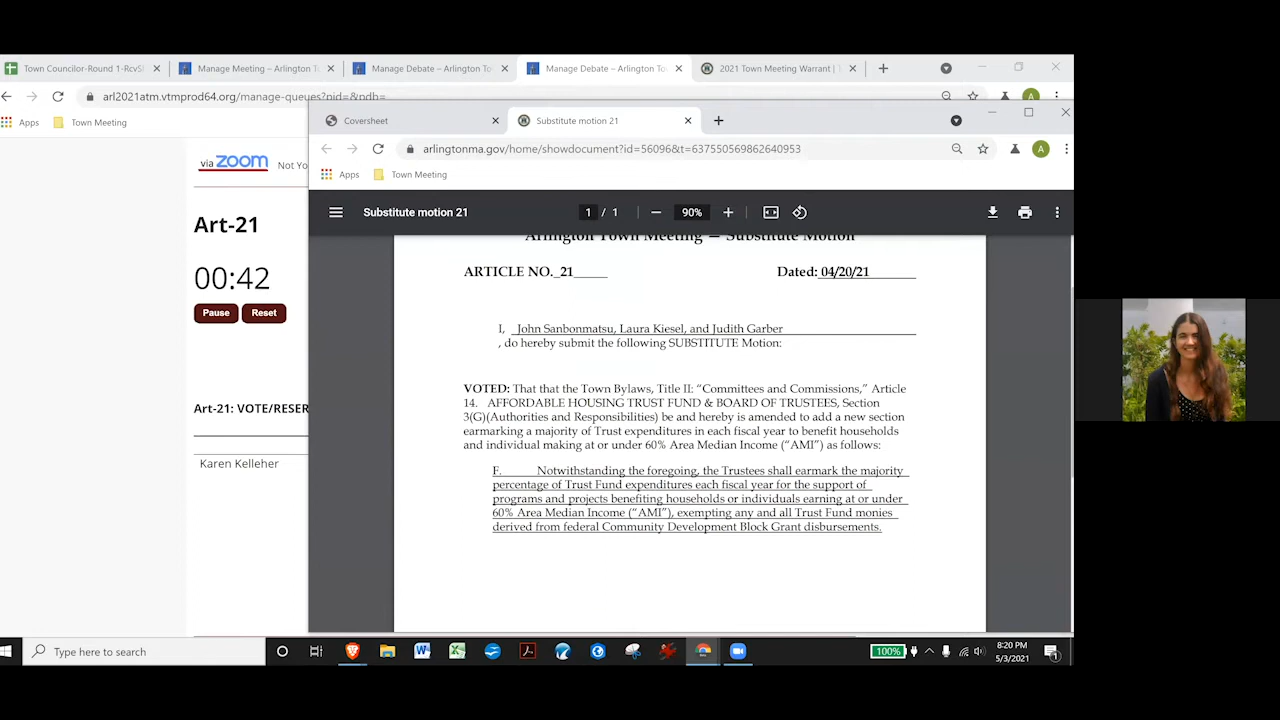 Town Councilor-Round 1-RcvSh
Manage Meeting – Arlington To
Manage Debate – Arlington To
Manage Debate – Arlington To
2021 Town Meeting Warrant |
arl2021atm.vtmprod64.org/manage-queues?pid=&ndb=
Apps
Town Meeting
Coversheet
Substitute motion 21
arlingtonma.gov/home/showdocument?id=56096&t=637550569862640953
Apps
Town Meeting
Substitute motion 21
1 / 1
90%
via zoom
Not Yo
Art-21
00:42
Pause
Reset
Art-21: VOTE/RESER
Karen Kelleher
Arlington Town Meeting – Substitute Motion
ARTICLE NO._21_____
Dated: 04/20/21
I, John Sanbonmatsu, Laura Kiesel, and Judith Garber
, do hereby submit the following SUBSTITUTE Motion:
VOTED: That that the Town Bylaws, Title II: “Committees and Commissions,” Article
14. AFFORDABLE HOUSING TRUST FUND & BOARD OF TRUSTEES, Section
3(G)(Authorities and Responsibilities) be and hereby is amended to add a new section
earmarking a majority of Trust expenditures in each fiscal year to benefit households
and individual making at or under 60% Area Median Income (“AMI”) as follows:
F. Notwithstanding the foregoing, the Trustees shall earmark the majority
percentage of Trust Fund expenditures each fiscal year for the support of
programs and projects benefiting households or individuals earning at or under
60% Area Median Income (“AMI”), exempting any and all Trust Fund monies
derived from federal Community Development Block Grant disbursements.
Type here to search
100%
8:20 PM
5/3/2021